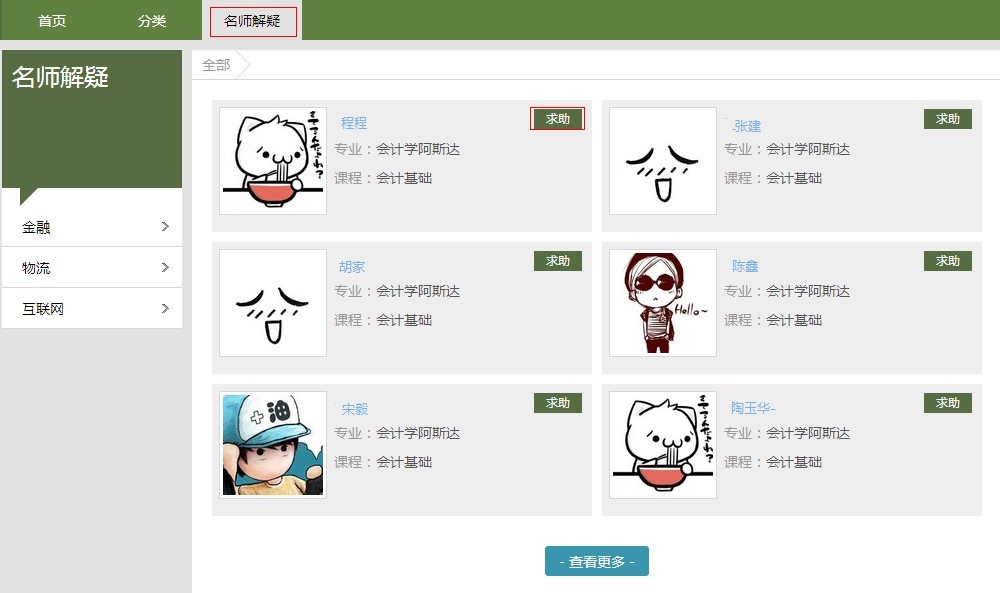 首页 分类 名师解疑
名师解疑
全部
金融
物流
互联网
程程 求助
专业：会计学阿斯达
课程：会计基础
张建 求助
专业：会计学阿斯达
课程：会计基础
胡家 求助
专业：会计学阿斯达
课程：会计基础
陈鑫 求助
专业：会计学阿斯达
课程：会计基础
Hello~
宋毅 求助
专业：会计学阿斯达
课程：会计基础
油
陶玉华 求助
专业：会计学阿斯达
课程：会计基础
- 查看更多 -